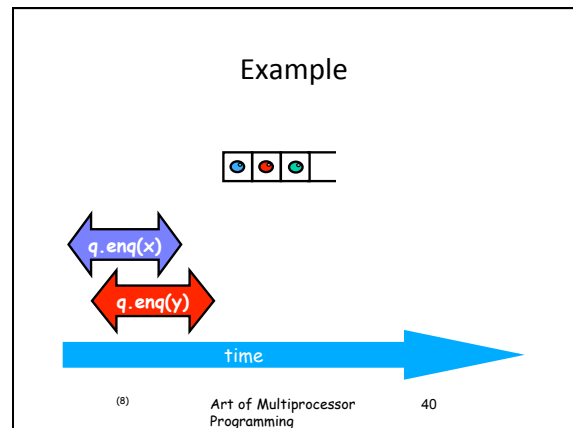 Example
q.enq(x)
q.enq(y)
time
(8)
Art of Multiprocessor
Programming
40